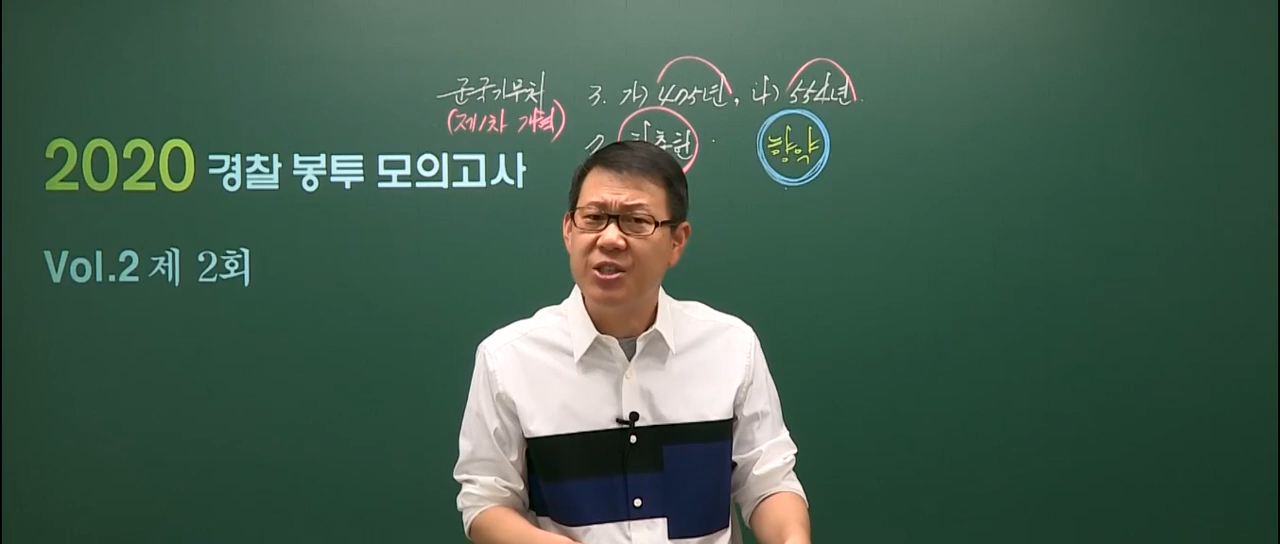 군국기무처
(제1차 개혁)
3. 가) 475년, 나) 554년.
향약
2020 경찰 봉투 모의고사
Vol.2 제 2회